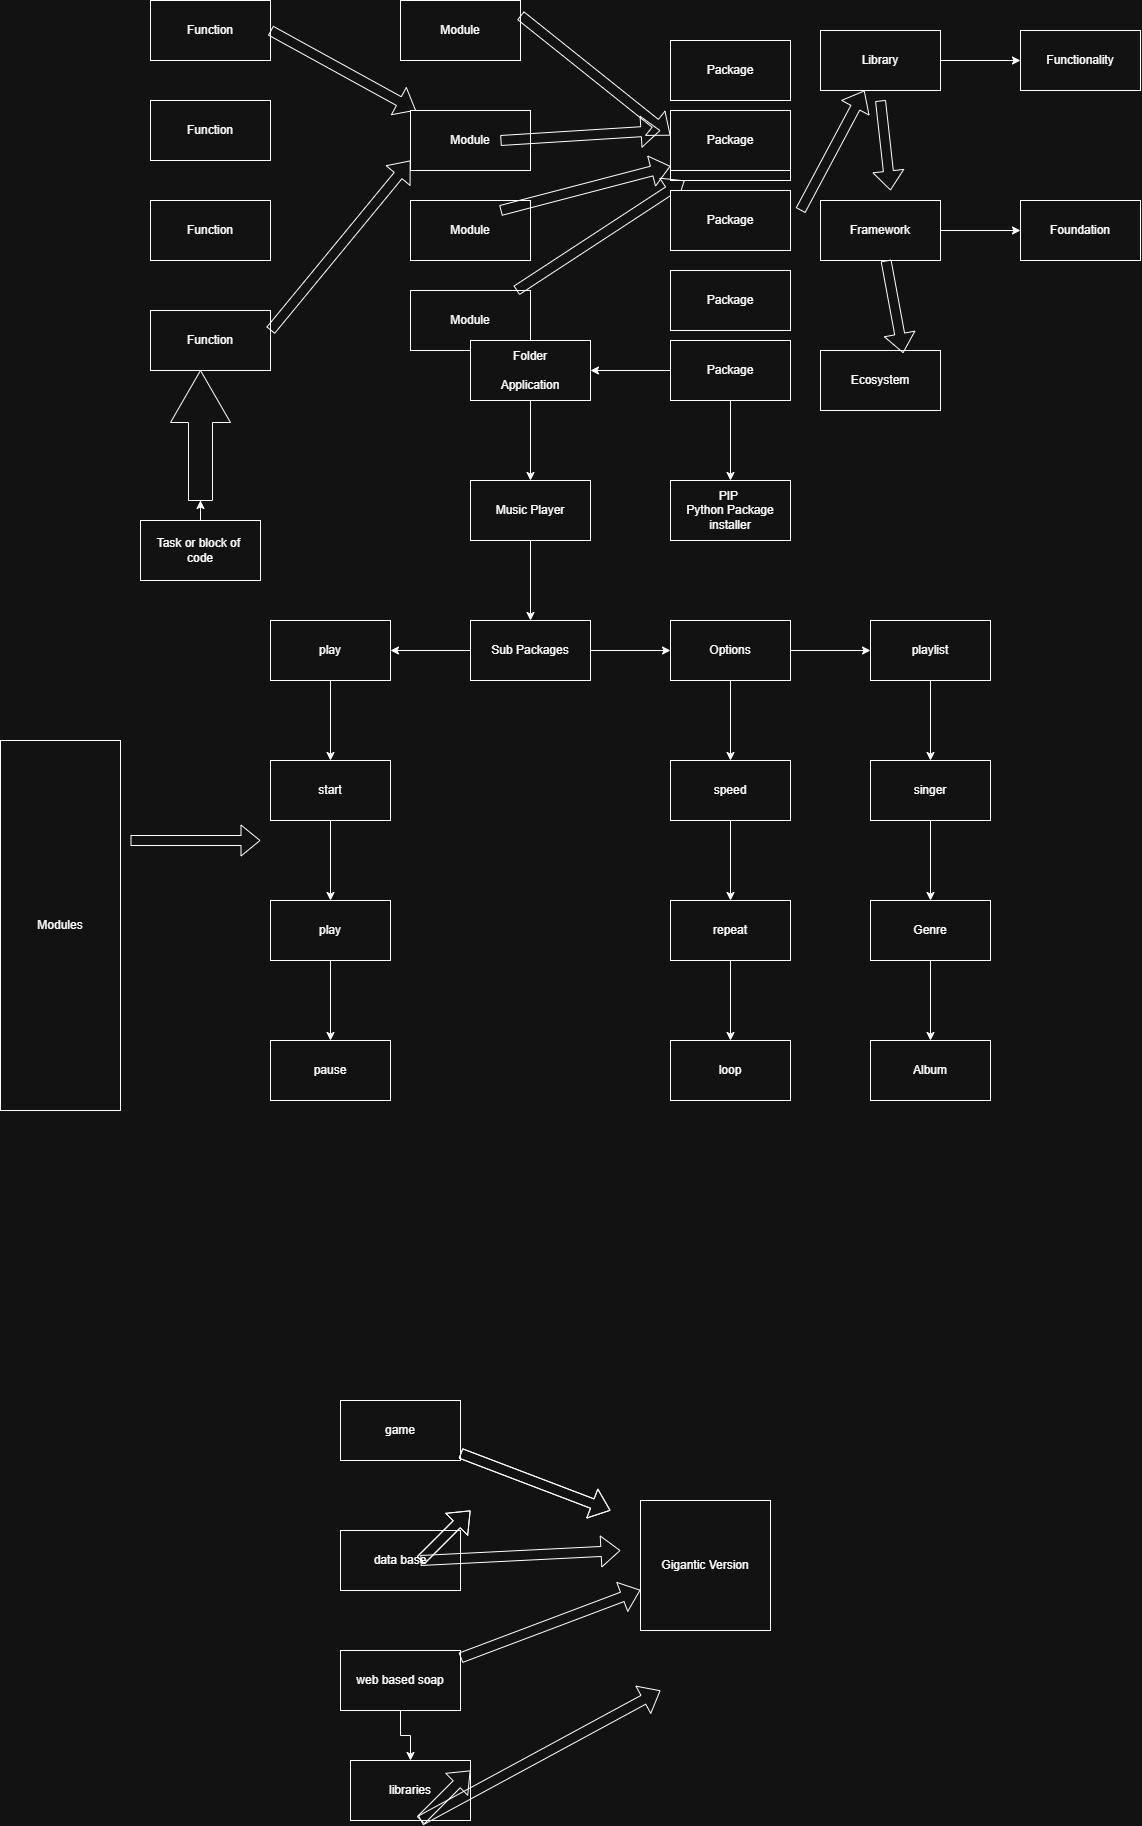 Function
Module
Package
Library
Functionality
Function
Module
Package
Function
Module
Package
Framework
Foundation
Package
Function
Module
Folder
Application
Package
Ecosystem
Music Player
PIP
Python Package
installer
Task or block of
code
play
Sub Packages
Options
playlist
start
speed
singer
Modules
play
repeat
Genre
pause
loop
Album
game
data base
Gigantic Version
web based soap
libraries